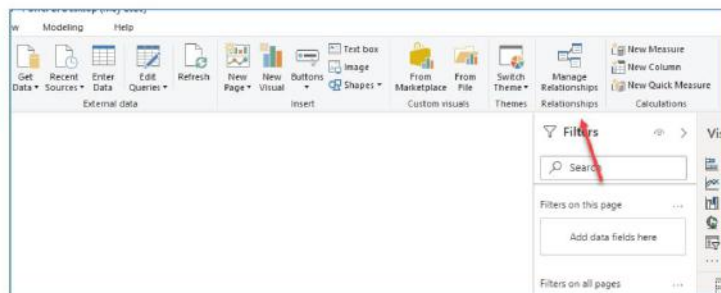 w Modeling Help
Get Data
Recent Sources
Enter Data
Edit Queries
Refresh
New Page
New Visual
Buttons
Text box
Image
Shapes
From Marketplace
From File
Switch Theme
Manage Relationships
New Measure
New Column
New Quick Measure
External data
Insert
Custom visuals
Themes
Relationships
Calculations
Filters
Vis
Search
Filters on this page
Add data fields here
Filters on all pages